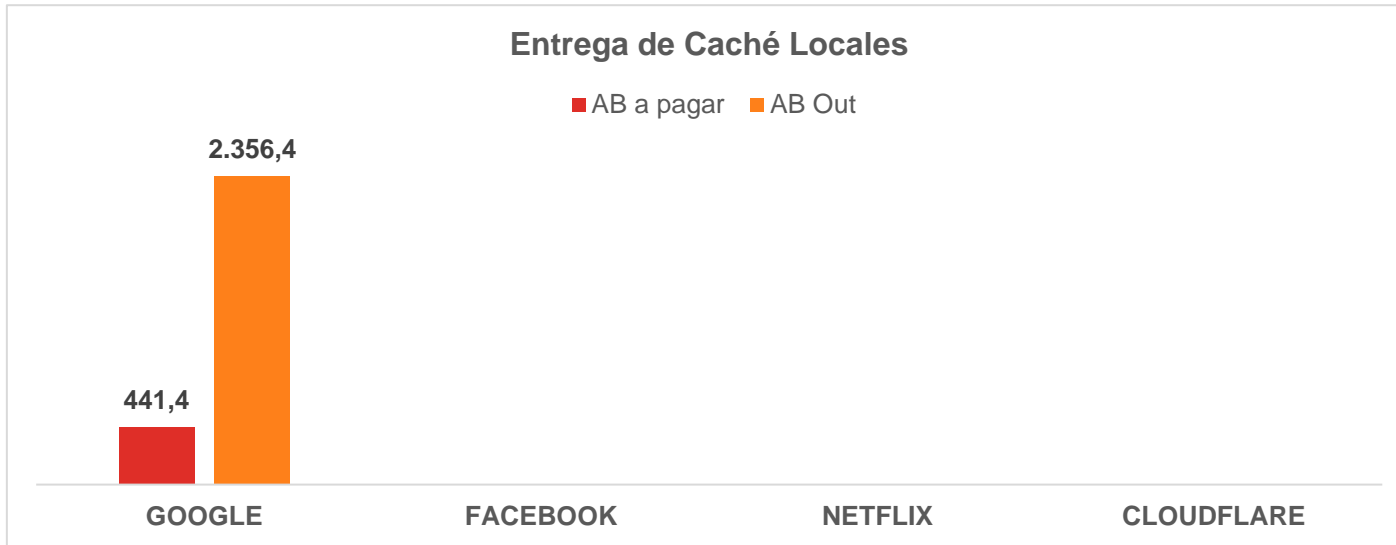 Entrega de Caché Locales
AB a pagar AB Out
2.356,4
441,4
GOOGLE FACEBOOK NETFLIX CLOUDFLARE